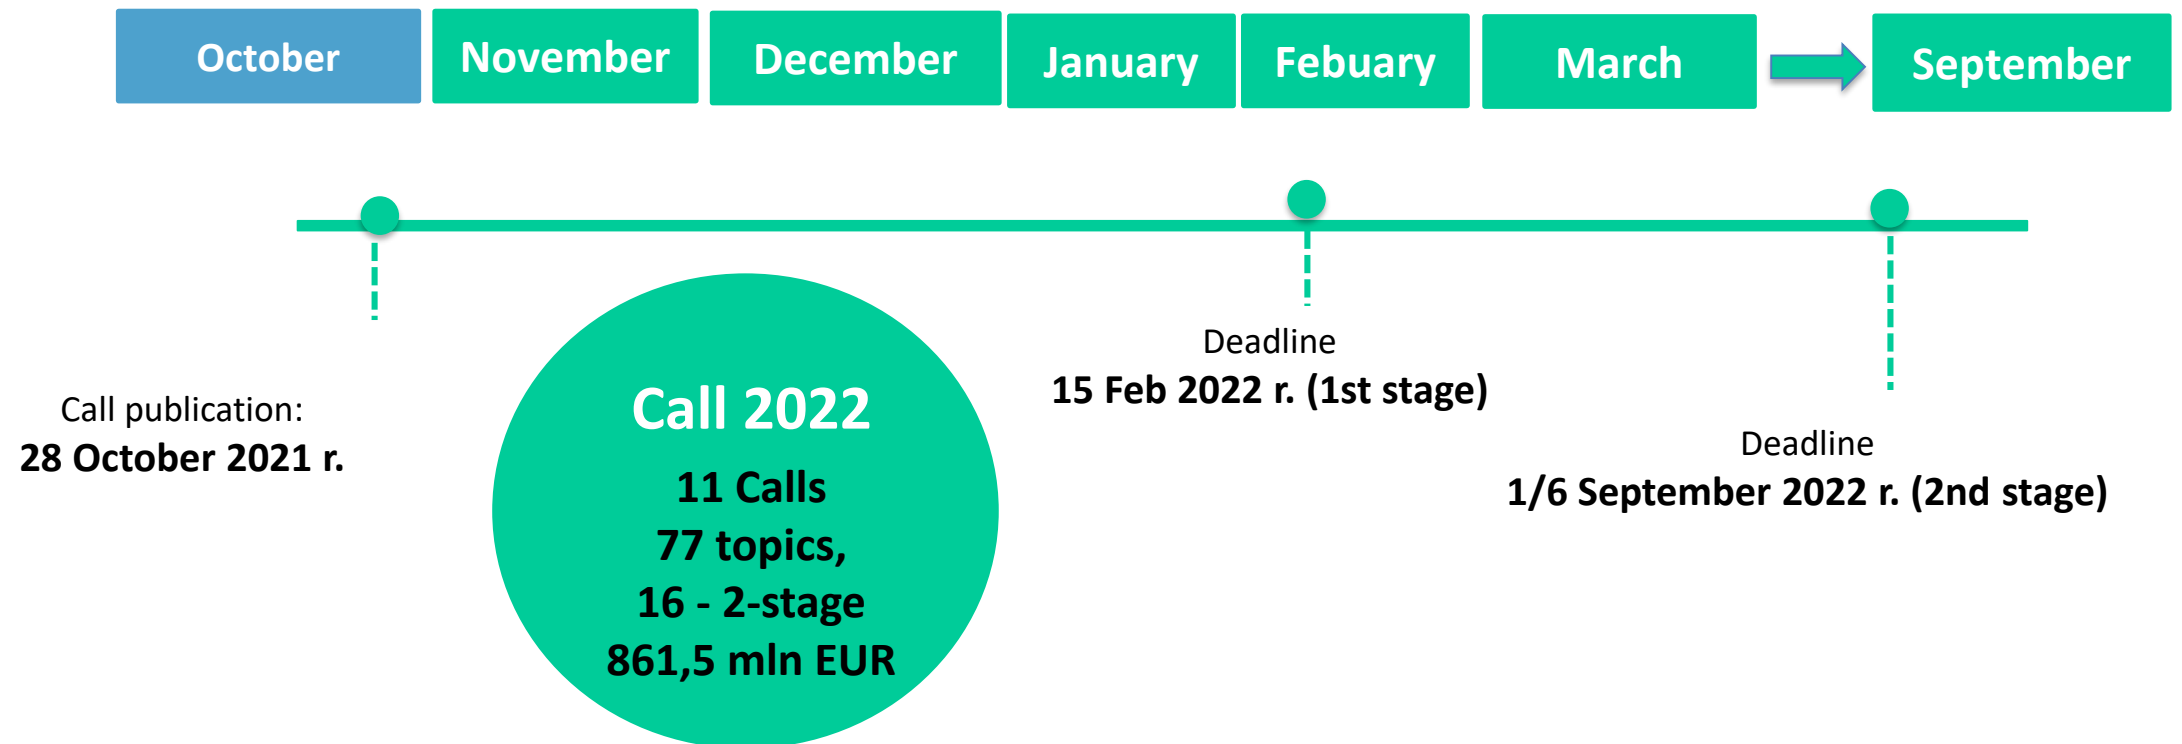 October
November
December
January
Febuary
March
September
Call publication:
28 October 2021 r.
Call 2022
11 Calls
77 topics,
16 - 2-stage
861,5 mln EUR
Deadline
15 Feb 2022 r. (1st stage)
Deadline
1/6 September 2022 r. (2nd stage)